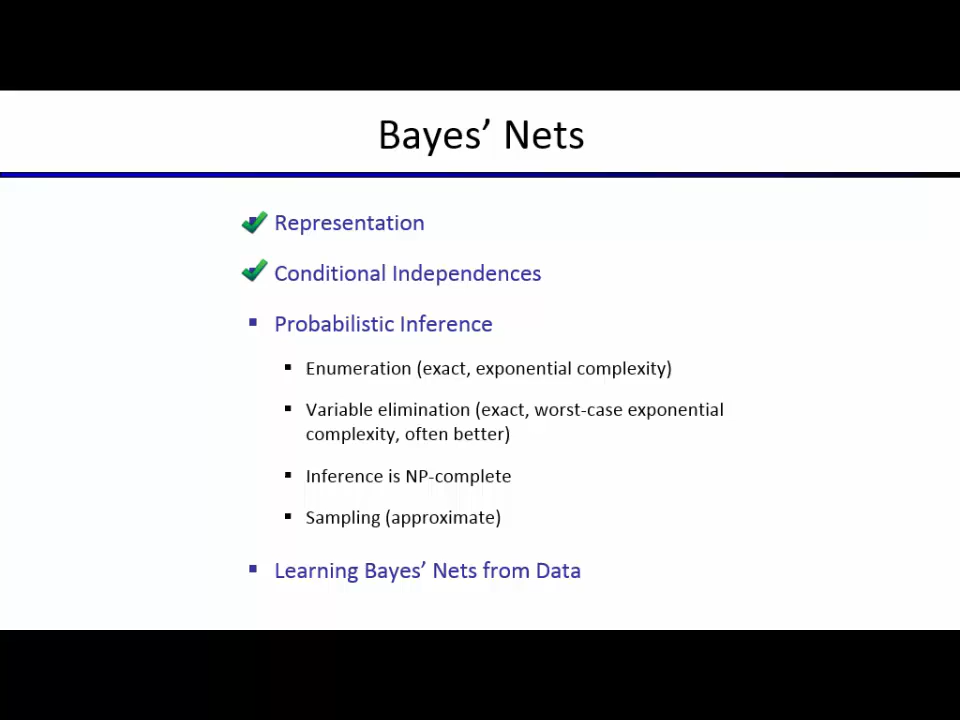 Bayes’ Nets
Representation
Conditional Independences
Probabilistic Inference
Enumeration (exact, exponential complexity)
Variable elimination (exact, worst-case exponential
complexity, often better)
Inference is NP-complete
Sampling (approximate)
Learning Bayes’ Nets from Data